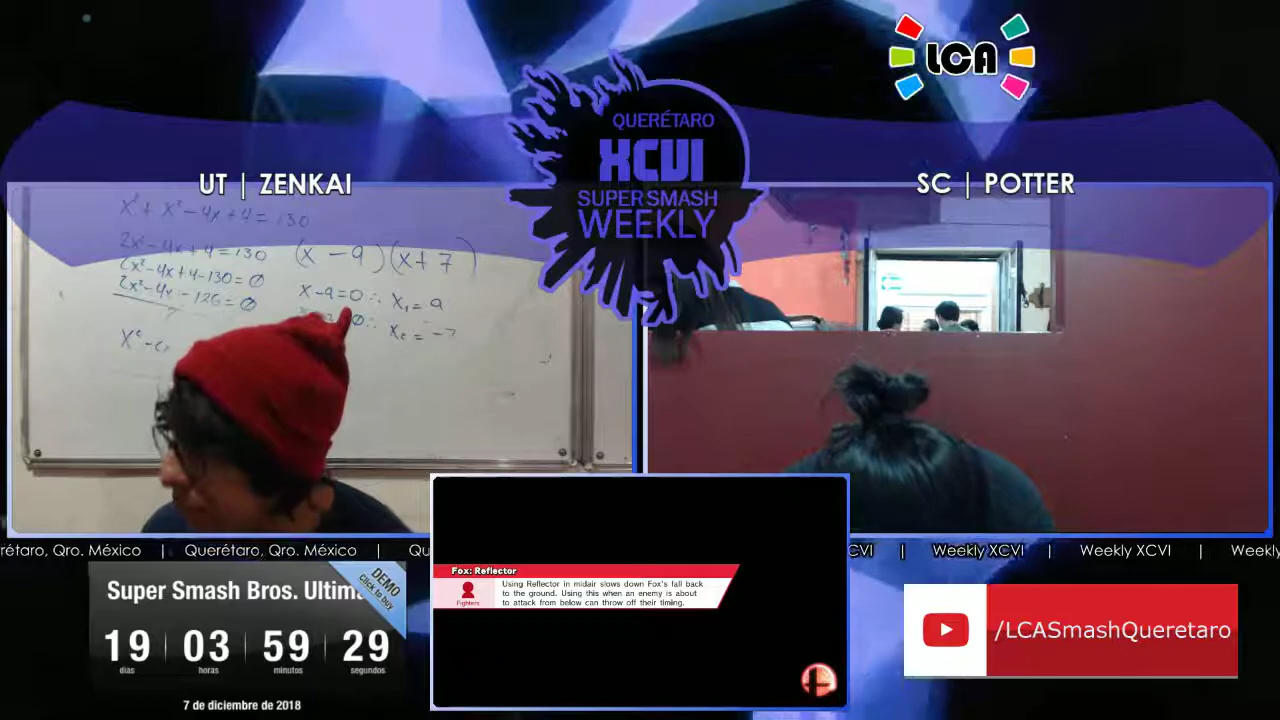 LCA
QUERÉTARO
XCVI
SUPER SMASH
WEEKLY
UT | ZENKAI
SC | POTTER
X² + X² - 4x + 4 = 130
2x² - 4x + 4 = 130
(x - 9)(x + 7)
2x² - 4x + 4 - 130 = 0
2x² - 4x - 126 = 0
x - 9 = 0 ∴ X₁ = 9
X₂ = -7
rétaro, Qro. México | Querétaro, Qro. México | Qu
CVI | Weekly XCVI | Weekly XCVI | Weekly
Super Smash Bros. Ultima
DEMO
click to buy
19 03 59 29
días horas minutos segundos
7 de diciembre de 2018
Fox: Reflector
Fighters
Using Reflector in midair slows down Fox's fall back
to the ground. Using this when an enemy is about
to attack from below can throw off their timing.
/LCASmashQueretaro